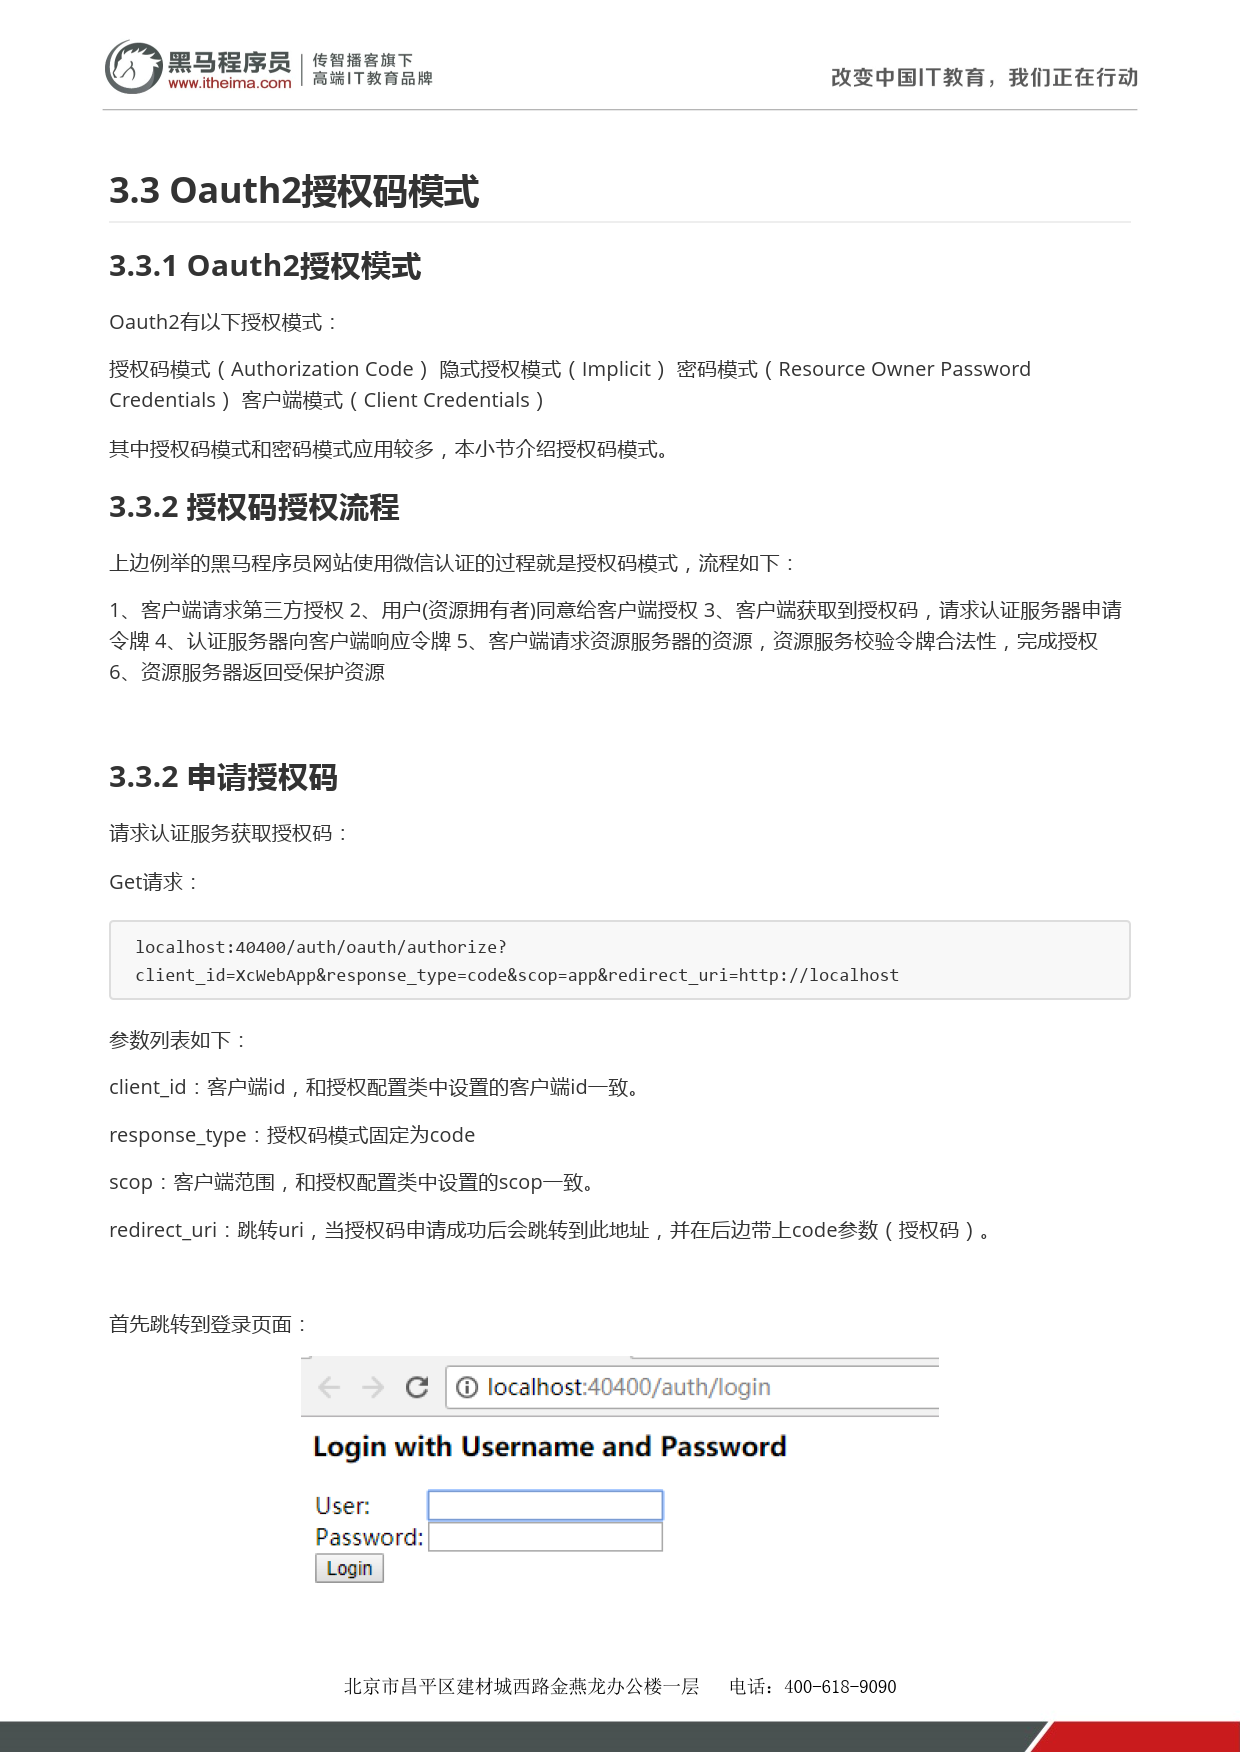 黑马程序员
www.itheima.com
传智播客旗下
高端IT教育品牌
改变中国IT教育，我们正在行动
3.3 Oauth2授权码模式
3.3.1 Oauth2授权模式
Oauth2有以下授权模式：
授权码模式（Authorization Code） 隐式授权模式（Implicit） 密码模式（Resource Owner Password
Credentials） 客户端模式（Client Credentials）
其中授权码模式和密码模式应用较多，本小节介绍授权码模式。
3.3.2 授权码授权流程
上边例举的黑马程序员网站使用微信认证的过程就是授权码模式，流程如下：
1、客户端请求第三方授权 2、用户(资源拥有者)同意给客户端授权 3、客户端获取到授权码，请求认证服务器申请
令牌 4、认证服务器向客户端响应令牌 5、客户端请求资源服务器的资源，资源服务校验令牌合法性，完成授权
6、资源服务器返回受保护资源
3.3.2 申请授权码
请求认证服务获取授权码：
Get请求：
localhost:40400/auth/oauth/authorize?
client_id=XcWebApp&response_type=code&scop=app&redirect_uri=http://localhost
参数列表如下：
client_id：客户端id，和授权配置类中设置的客户端id一致。
response_type：授权码模式固定为code
scop：客户端范围，和授权配置类中设置的scop一致。
redirect_uri：跳转uri，当授权码申请成功后会跳转到此地址，并在后边带上code参数（授权码）。
首先跳转到登录页面：
localhost:40400/auth/login
Login with Username and Password
User:
Password:
Login
北京市昌平区建材城西路金燕龙办公楼一层 电话：400-618-9090